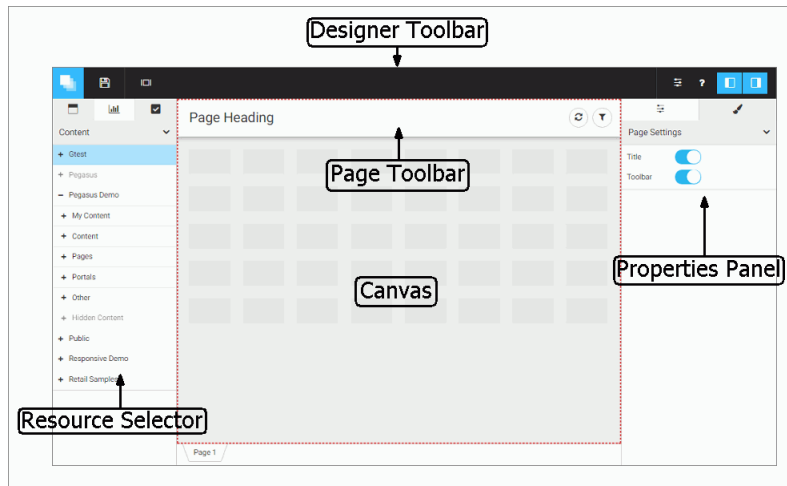 Designer Toolbar
?
Page Heading
Content
Page Settings
+ Gtest
Title
+ Pegasus
Page Toolbar
Toolbar
− Pegasus Demo
+ My Content
+ Content
+ Pages
Properties Panel
+ Portals
Canvas
+ Other
+ Hidden Content
+ Public
+ Responsive Demo
+ Retail Samples
Resource Selector
Page 1